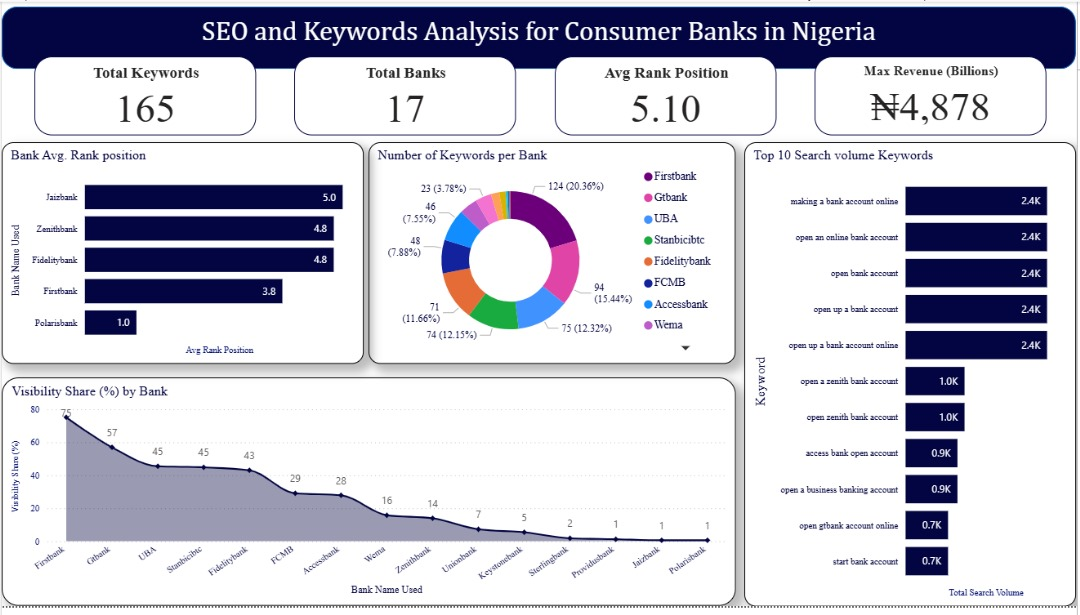 SEO and Keywords Analysis for Consumer Banks in Nigeria
Total Keywords
165
Total Banks
17
Avg Rank Position
5.10
Max Revenue (Billions)
₦4,878
Bank Avg. Rank position
Bank Name Used
Jaizbank 5.0
Zenithbank 4.8
Fidelitybank 4.8
Firstbank 3.8
Polarisbank 1.0
Avg Rank Position
Number of Keywords per Bank
124 (20.36%)
94
(15.44%)
75 (12.32%)
74 (12.15%)
71
(11.66%)
48
(7.88%)
46
(7.55%)
23 (3.78%)
Firstbank
Gtbank
UBA
Stanbicibtc
Fidelitybank
FCMB
Accessbank
Wema
Top 10 Search volume Keywords
Keyword
making a bank account online 2.4K
open an online bank account 2.4K
open bank account 2.4K
open up a bank account 2.4K
open up a bank account online 2.4K
open a zenith bank account 1.0K
open zenith bank account 1.0K
access bank open account 0.9K
open a business banking account 0.9K
open gtbank account online 0.7K
start bank account 0.7K
Total Search Volume
Visibility Share (%) by Bank
Visibility Share (%)
80
60
40
20
0
75
57
45
45
43
29
28
16
14
7
5
2
1
1
1
Firstbank
Gtbank
UBA
Stanbicibtc
Fidelitybank
FCMB
Accessbank
Wema
Zenithbank
Unionbank
Keystonebank
Sterlingbank
Providusbank
Jaizbank
Polarisbank
Bank Name Used